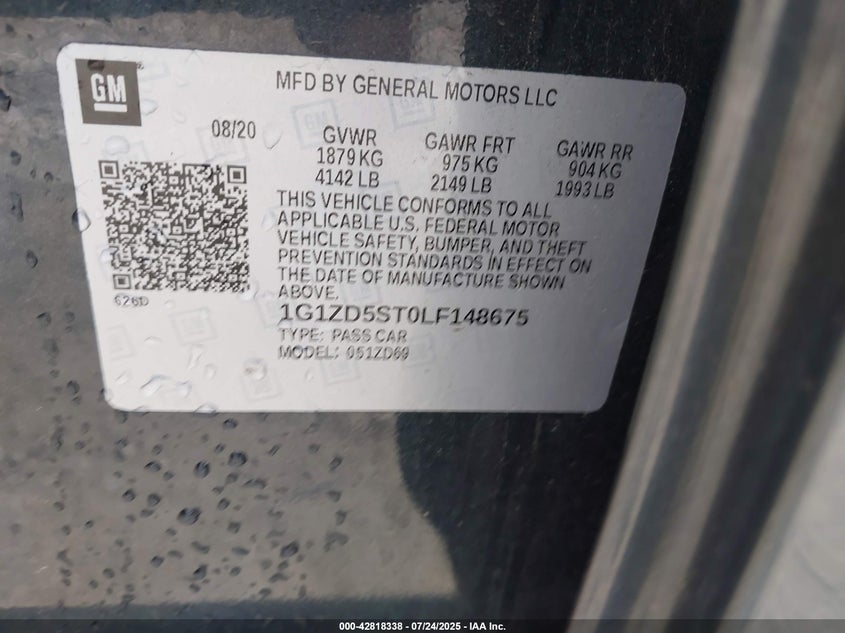 GM
MFD BY GENERAL MOTORS LLC
08/20
GVWR
1879 KG
4142 LB
GAWR FRT
975 KG
2149 LB
GAWR RR
904 KG
1993 LB
THIS VEHICLE CONFORMS TO ALL
APPLICABLE U.S. FEDERAL MOTOR
VEHICLE SAFETY, BUMPER, AND THEFT
PREVENTION STANDARDS IN EFFECT ON
THE DATE OF MANUFACTURE SHOWN
ABOVE.
626D
1G1ZD5ST0LF148675
TYPE: PASS CAR
MODEL: 051ZD69
000-42818338 - 07/24/2025 - IAA Inc.